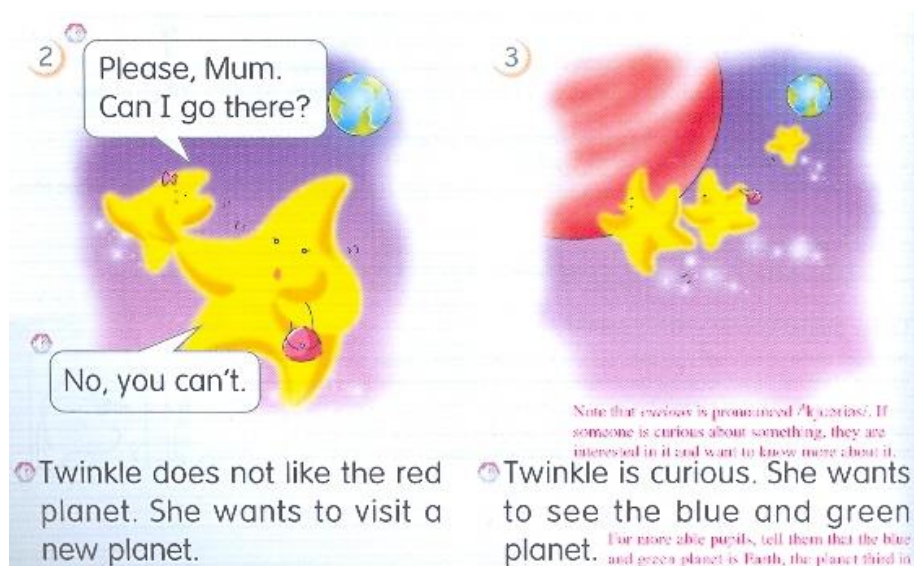 2
Please, Mum.
Can I go there?
No, you can't.
Twinkle does not like the red
planet. She wants to visit a
new planet.
3
Note that curious is pronounced /ˈkjʊəriəs/. If
someone is curious about something, they are
interested in it and want to know more about it.
Twinkle is curious. She wants
to see the blue and green
planet.
For more able pupils, tell them that the blue
and green planet is Earth, the planet third in